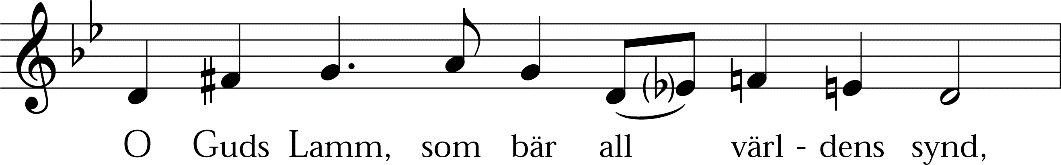 O Guds Lamm, som bär all värl - dens synd,